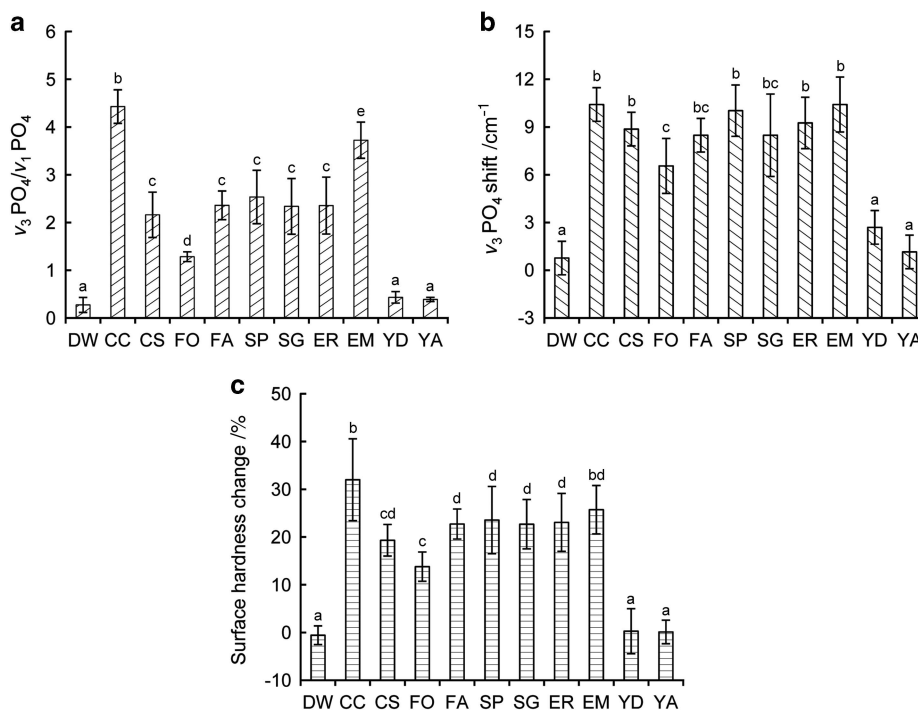 a
ν₃ PO₄/ν₁ PO₄
6
5
4
3
2
1
0
a b c d c c c c e a a
DW CC CS FO FA SP SG ER EM YD YA
b
ν₃ PO₄ shift /cm⁻¹
15
12
9
6
3
0
-3
a b b c bc b bc b b a a
DW CC CS FO FA SP SG ER EM YD YA
c
Surface hardness change /%
50
40
30
20
10
0
-10
a b cd c d d d d bd a a
DW CC CS FO FA SP SG ER EM YD YA